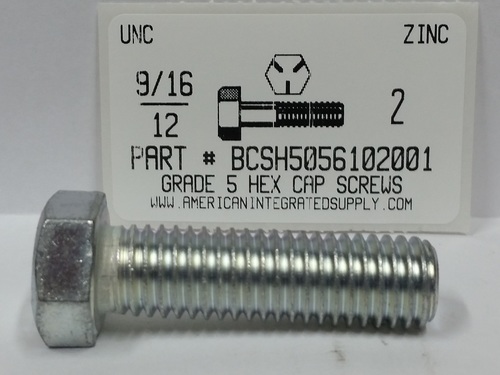 UNC ZINC
9/16
12
2
PART # BCSH5056102001
GRADE 5 HEX CAP SCREWS
WWW.AMERICANINTEGRATEDSUPPLY.COM